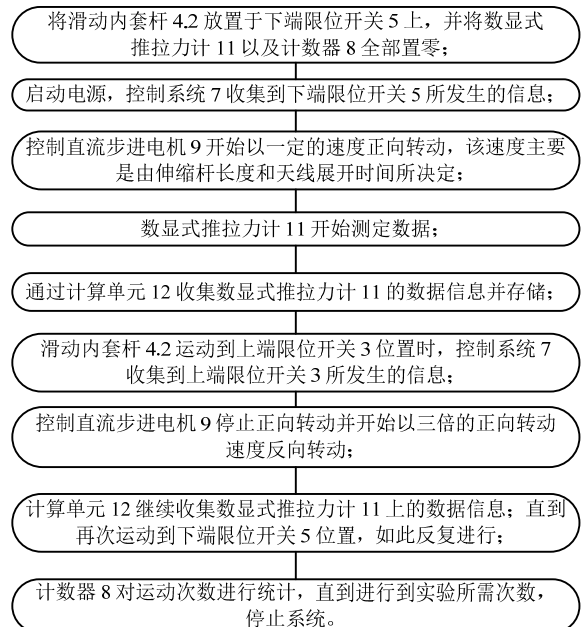 将滑动内套杆 4.2 放置于下端限位开关 5 上，并将数显式
推拉力计 11 以及计数器 8 全部置零；
启动电源，控制系统 7 收集到下端限位开关 5 所发生的信息；
控制直流步进电机 9 开始以一定的速度正向转动，该速度主要
是由伸缩杆长度和天线展开时间所决定；
数显式推拉力计 11 开始测定数据；
通过计算单元 12 收集数显式推拉力计 11 的数据信息并存储；
滑动内套杆 4.2 运动到上端限位开关 3 位置时，控制系统 7
收集到上端限位开关 3 所发生的信息；
控制直流步进电机 9 停止正向转动并开始以三倍的正向转动
速度反向转动；
计算单元 12 继续收集数显式推拉力计 11 上的数据信息；直到
再次运动到下端限位开关 5 位置，如此反复进行；
计数器 8 对运动次数进行统计，直到进行到实验所需次数，
停止系统。